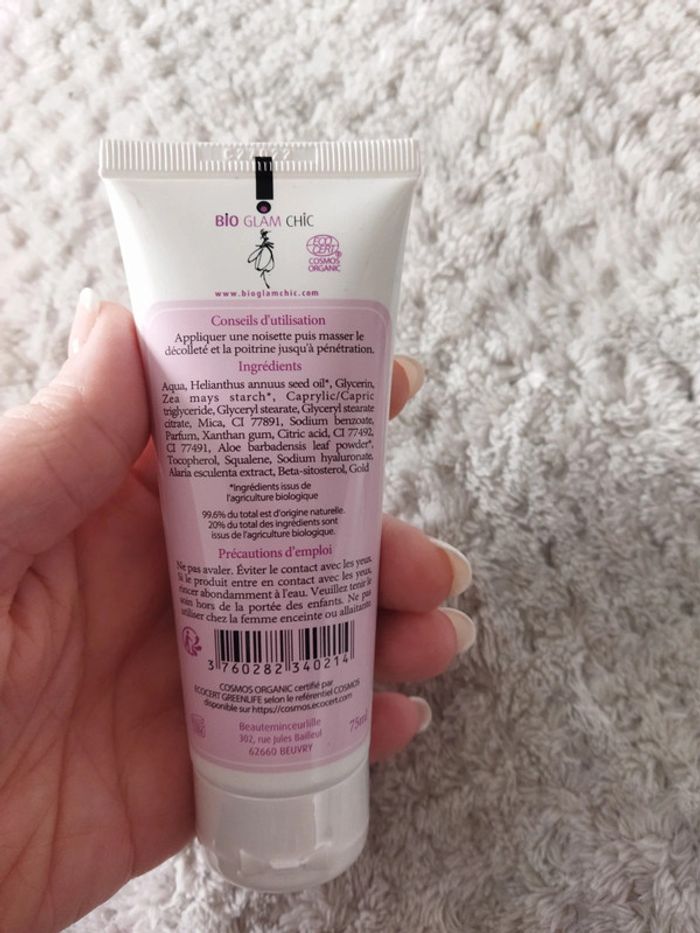 BIO GLAM CHIC
ECO
CERT
COSMOS
ORGANIC
www.bioglamchic.com
Conseils d'utilisation
Appliquer une noisette puis masser le
décolleté et la poitrine jusqu'à pénétration.
Ingrédients
Aqua, Helianthus annuus seed oil*, Glycerin,
Zea mays starch*, Caprylic/Capric
triglyceride, Glyceryl stearate, Glyceryl stearate
citrate, Mica, CI 77891, Sodium benzoate,
Parfum, Xanthan gum, Citric acid, CI 77492,
CI 77491, Aloe barbadensis leaf powder*,
Tocopherol, Squalene, Sodium hyaluronate,
Alaria esculenta extract, Beta-sitosterol, Gold
*Ingrédients issus de
l'agriculture biologique
99.6% du total est d'origine naturelle.
20% du total des ingrédients sont
issus de l'agriculture biologique.
Précautions d'emploi
Ne pas avaler. Éviter le contact avec les yeux.
Si le produit entre en contact avec les yeux,
rincer abondamment à l'eau. Veuillez tenir le
soin hors de la portée des enfants. Ne pas
utiliser chez la femme enceinte ou allaitante
3 760282 340214
COSMOS ORGANIC certifié par
ECOCERT GREENLIFE selon le référentiel COSMOS
disponible sur https://cosmos.ecocert.com
Beauteminceurlille
302, rue Jules Bailleul
62660 BEUVRY
75ml